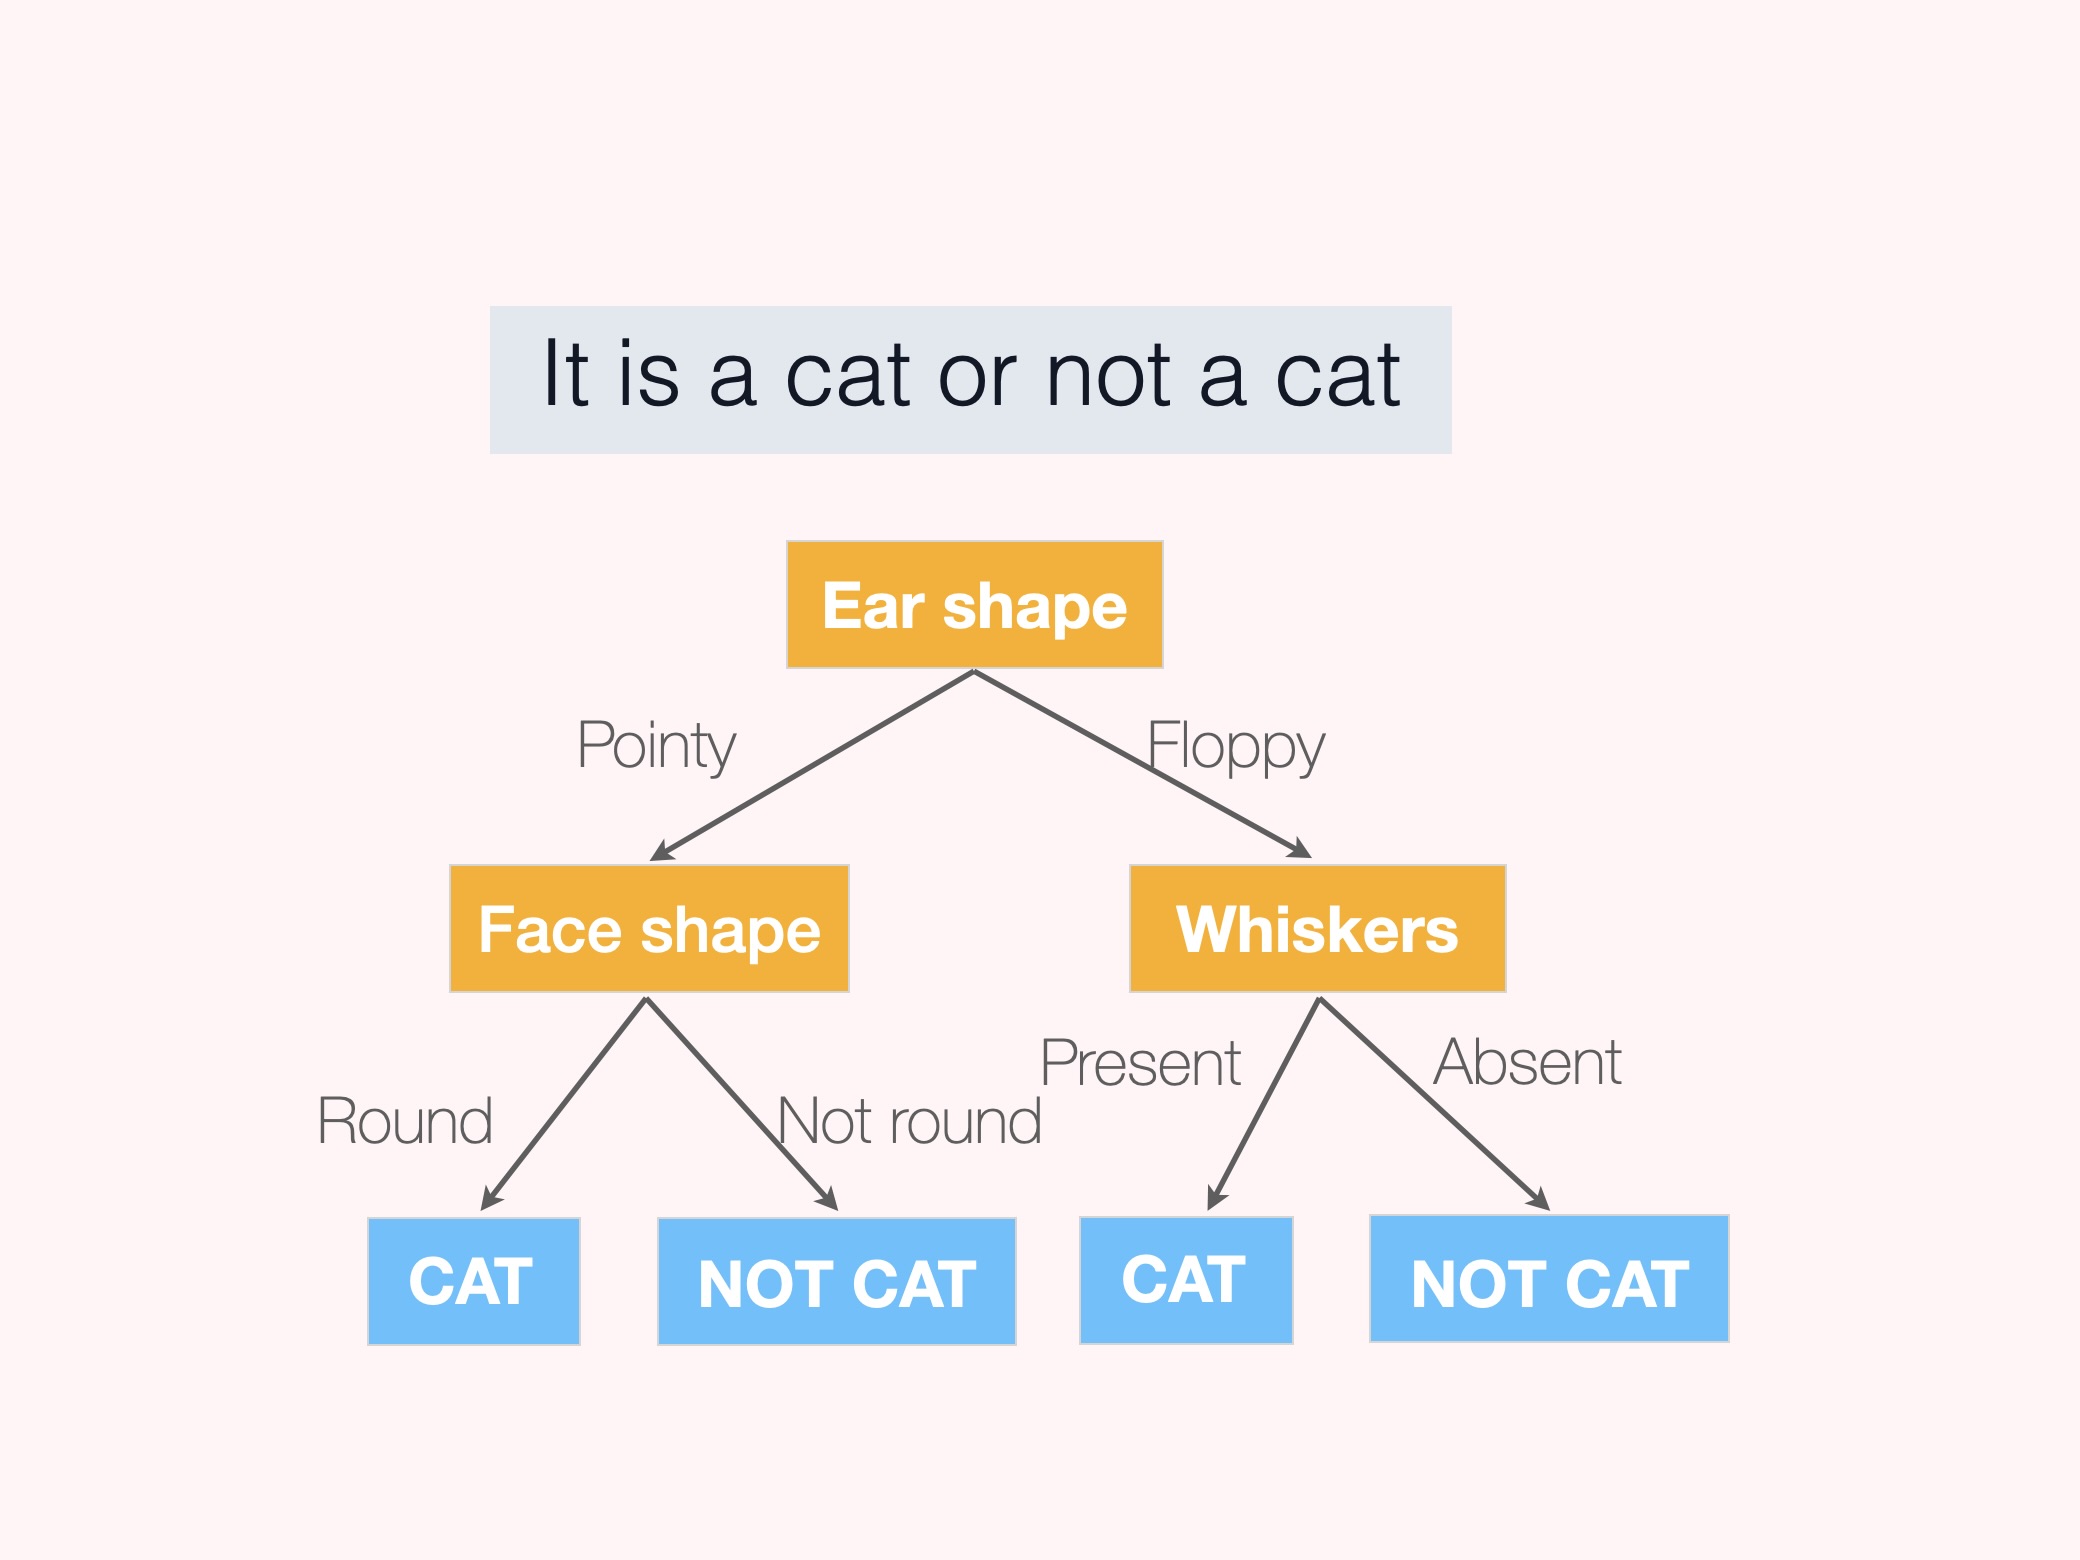 It is a cat or not a cat
Ear shape
Pointy
Floppy
Face shape
Whiskers
Present
Absent
Round
Not round
CAT
NOT CAT
CAT
NOT CAT